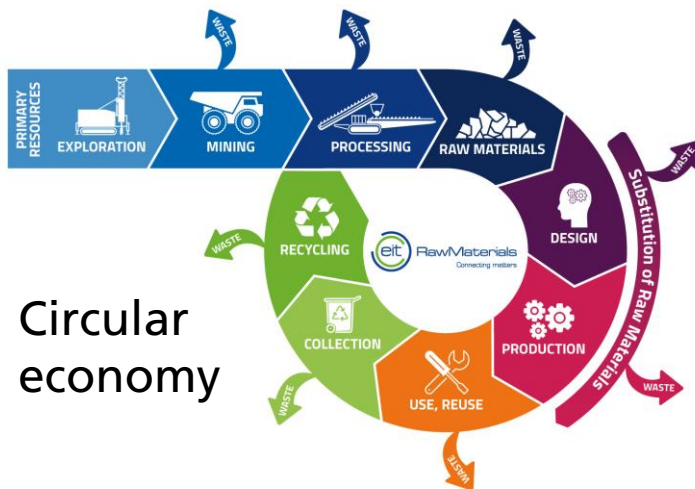 WASTE
WASTE
WASTE
PRIMARY
RESOURCES
EXPLORATION
MINING
PROCESSING
RAW MATERIALS
WASTE
Substitution of Raw Materials
DESIGN
RECYCLING
eit RawMaterials
Connecting matters
WASTE
Circular
economy
COLLECTION
PRODUCTION
USE, REUSE
WASTE
WASTE
WASTE